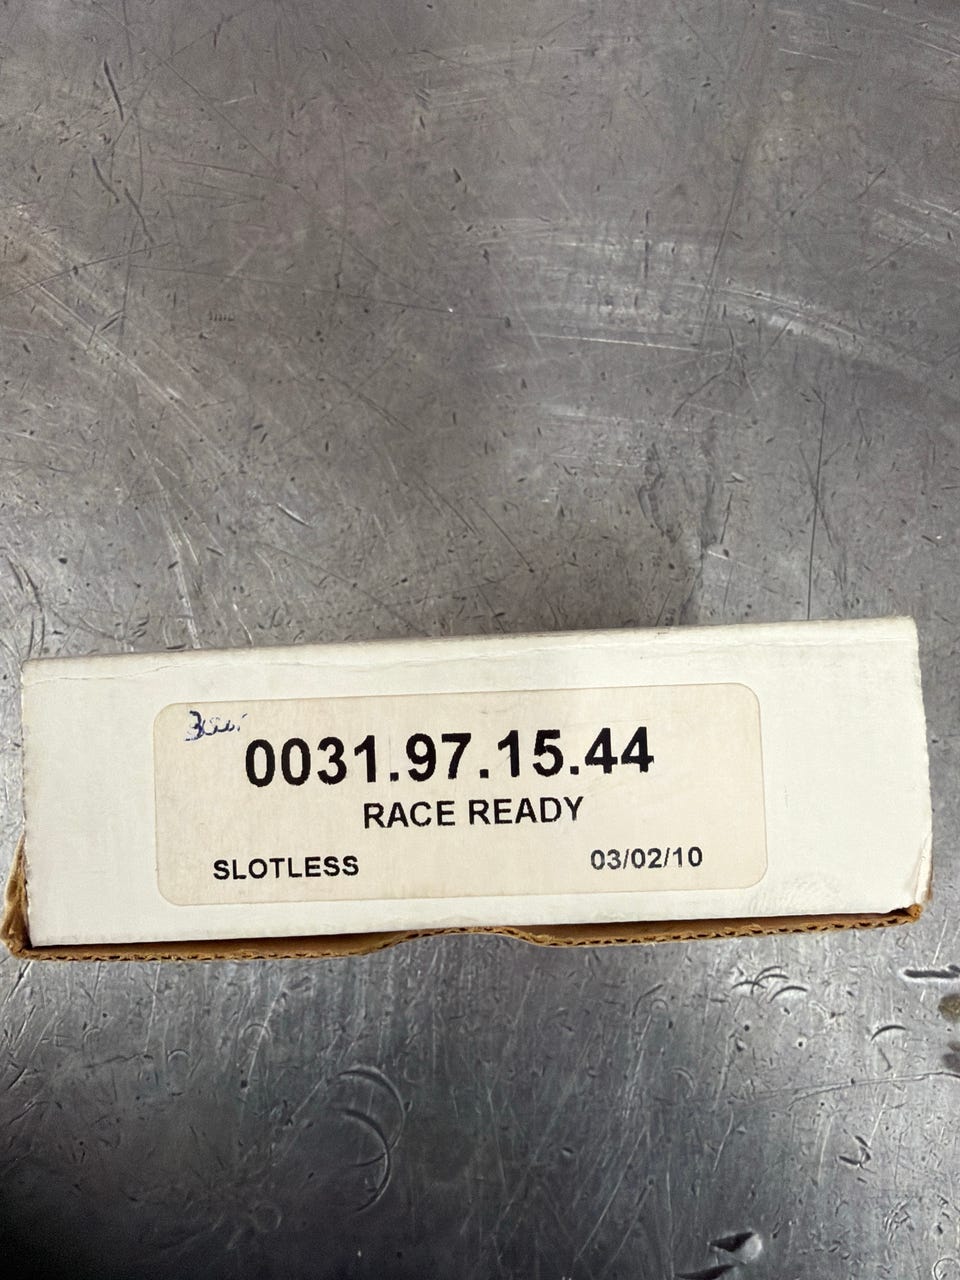 0031.97.15.44
RACE READY
SLOTLESS 03/02/10